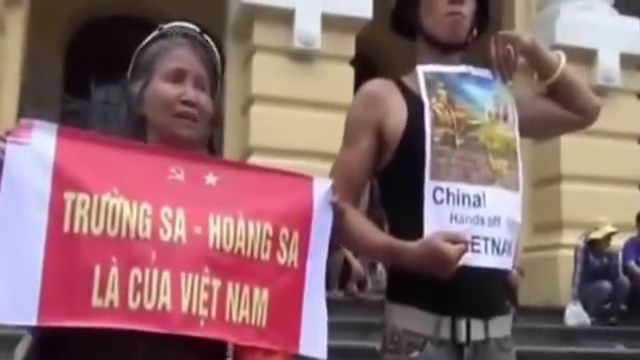 TRƯỜNG SA - HOÀNG SA
LÀ CỦA VIỆT NAM
China!
Hands off